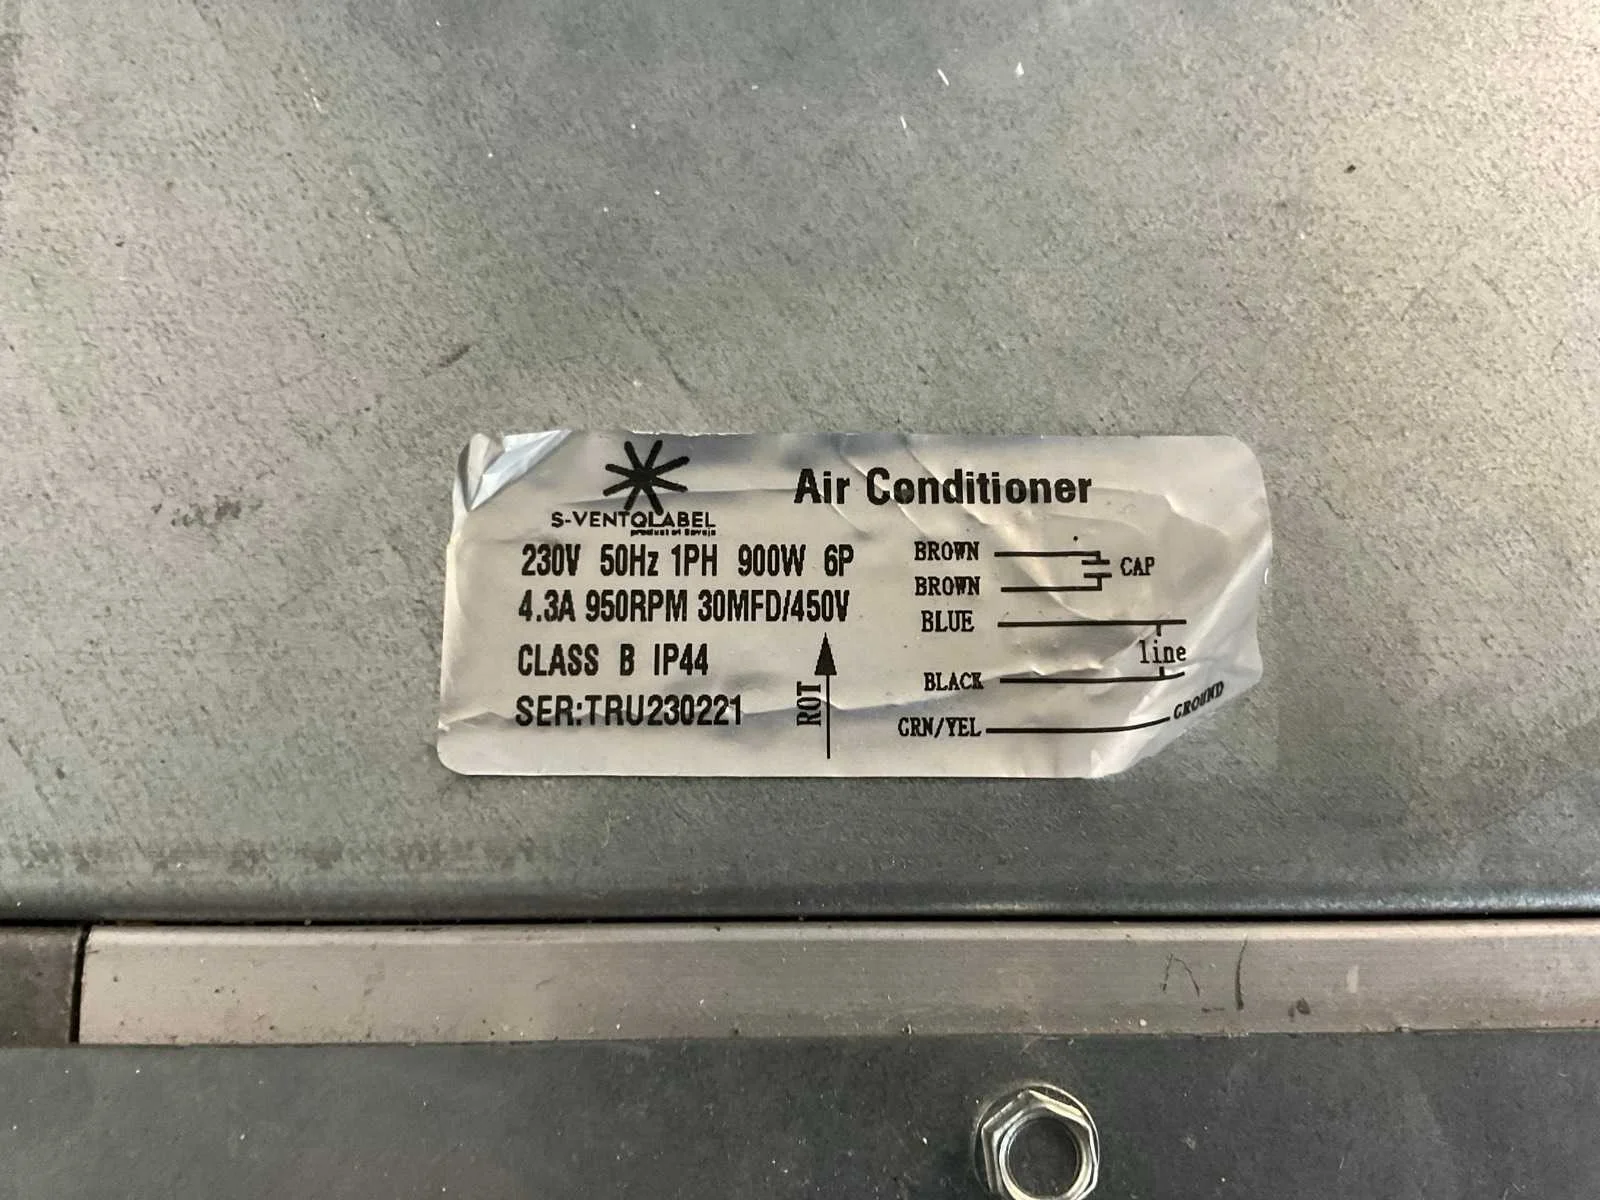 Air Conditioner
S-VENTOLABEL
230V 50Hz 1PH 900W 6P
4.3A 950RPM 30MFD/450V
CLASS B IP44
SER:TRU230221
ROT
BROWN
BROWN
CAP
BLUE
line
BLACK
GRN/YEL
GROUND